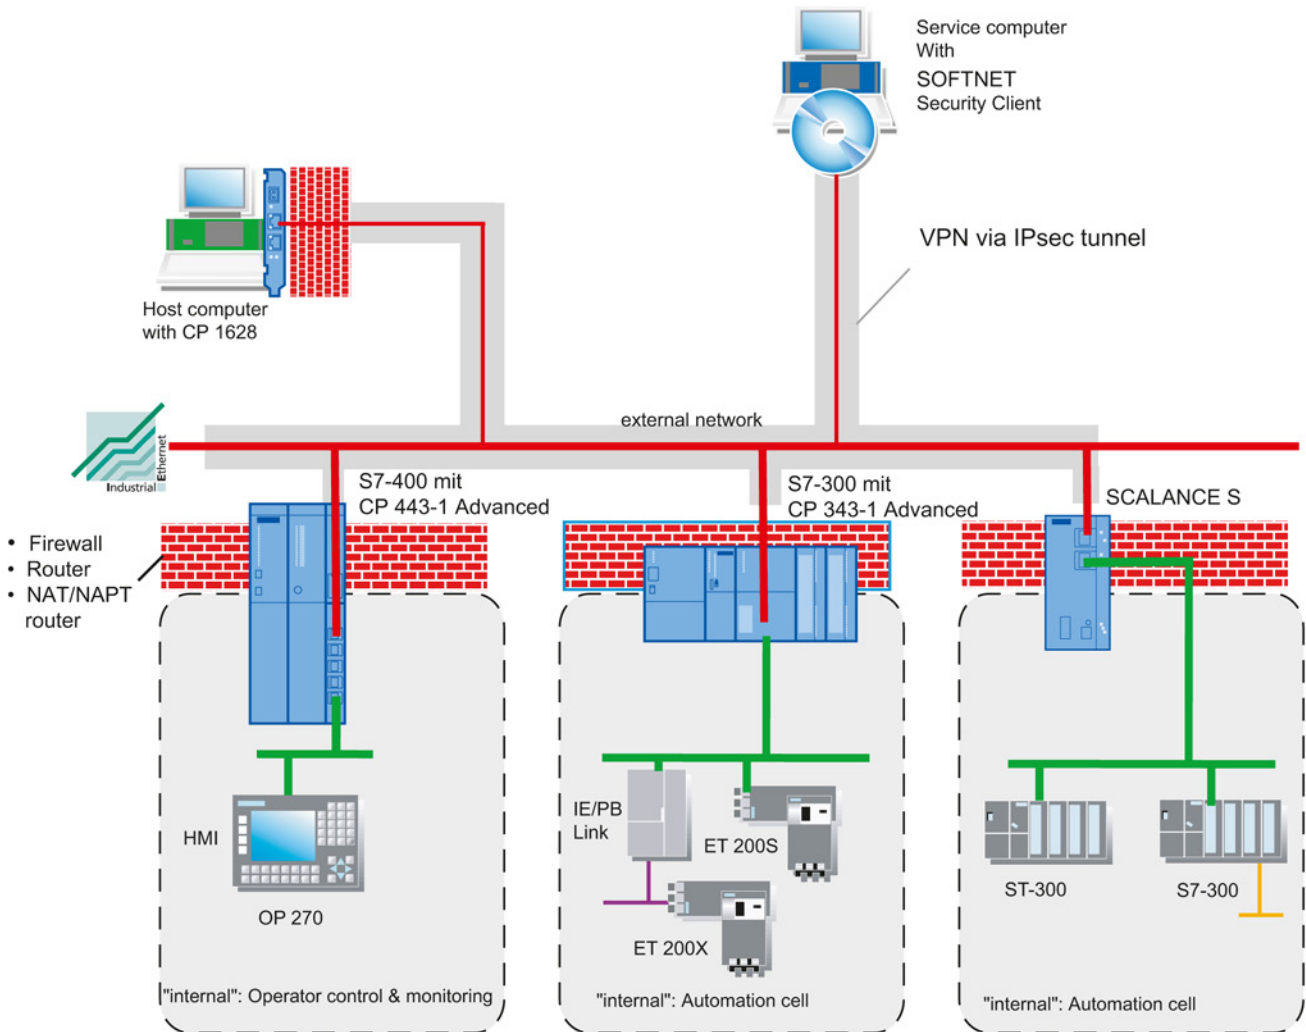 Service computer
With
SOFTNET
Security Client
VPN via IPsec tunnel
Host computer
with CP 1628
external network
Industrial Ethernet
S7-400 mit
CP 443-1 Advanced
S7-300 mit
CP 343-1 Advanced
SCALANCE S
• Firewall
• Router
• NAT/NAPT
router
HMI
OP 270
IE/PB
Link
ET 200S
ET 200X
ST-300
S7-300
"internal": Operator control & monitoring
"internal": Automation cell
"internal": Automation cell